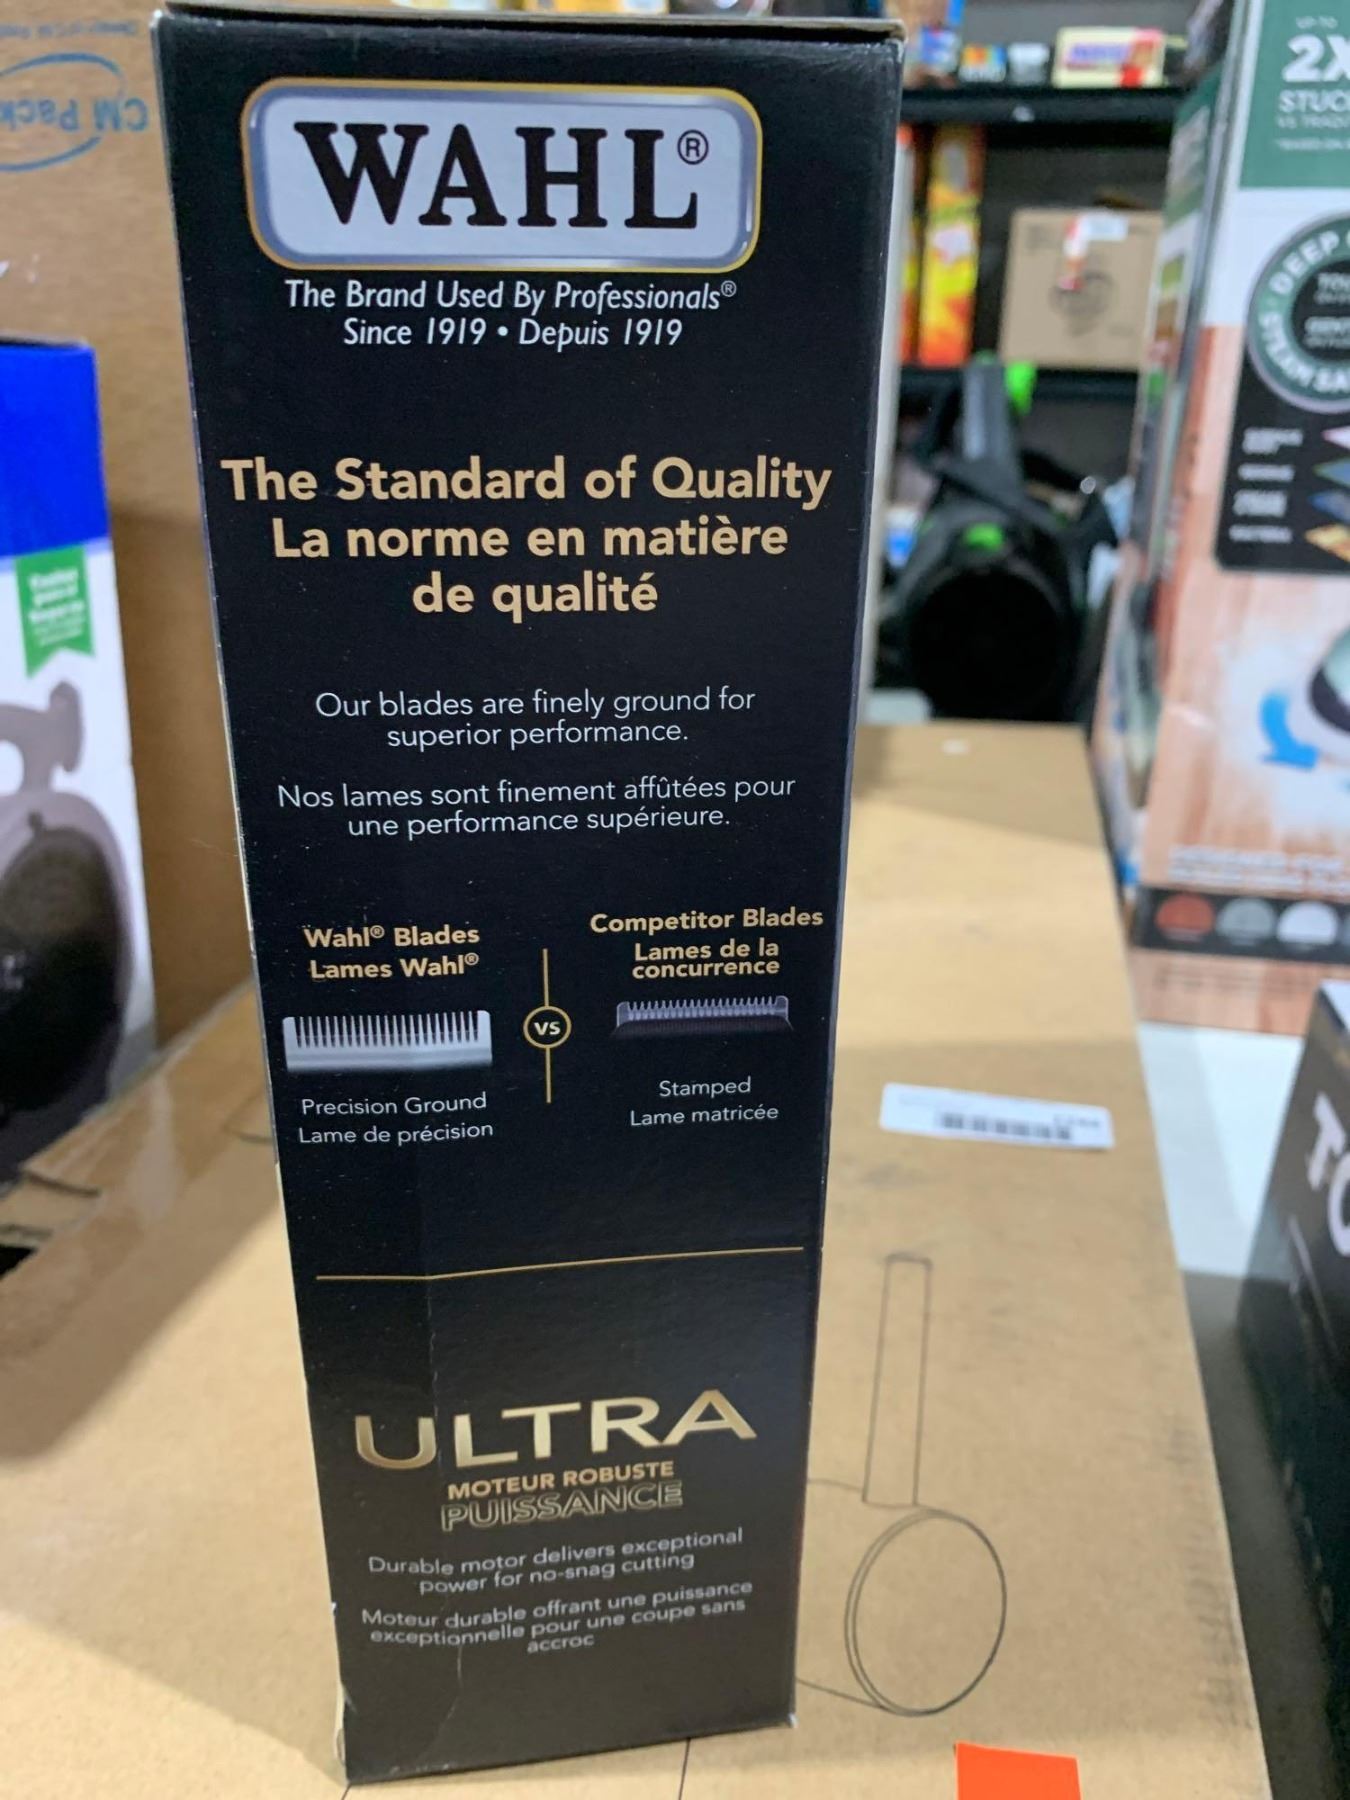 CM Pack
WAHL®
The Brand Used By Professionals®
Since 1919 • Depuis 1919
The Standard of Quality
La norme en matière
de qualité
Our blades are finely ground for
superior performance.
Nos lames sont finement affûtées pour
une performance supérieure.
Wahl® Blades
Lames Wahl®
VS
Competitor Blades
Lames de la
concurrence
Precision Ground
Lame de précision
Stamped
Lame matricée
ULTRA
MOTEUR ROBUSTE
PUISSANCE
Durable motor delivers exceptional
power for no-snag cutting
Moteur durable offrant une puissance
exceptionnelle pour une coupe sans
accroc
2X
DEEP